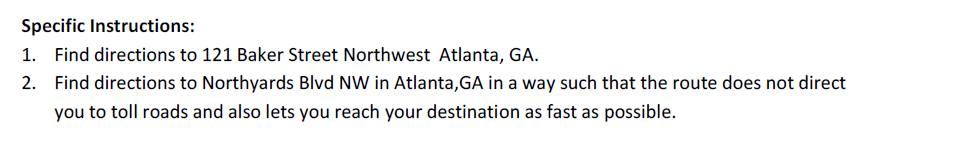 Specific Instructions:
1. Find directions to 121 Baker Street Northwest  Atlanta, GA.
2. Find directions to Northyards Blvd NW in Atlanta,GA in a way such that the route does not direct
you to toll roads and also lets you reach your destination as fast as possible.